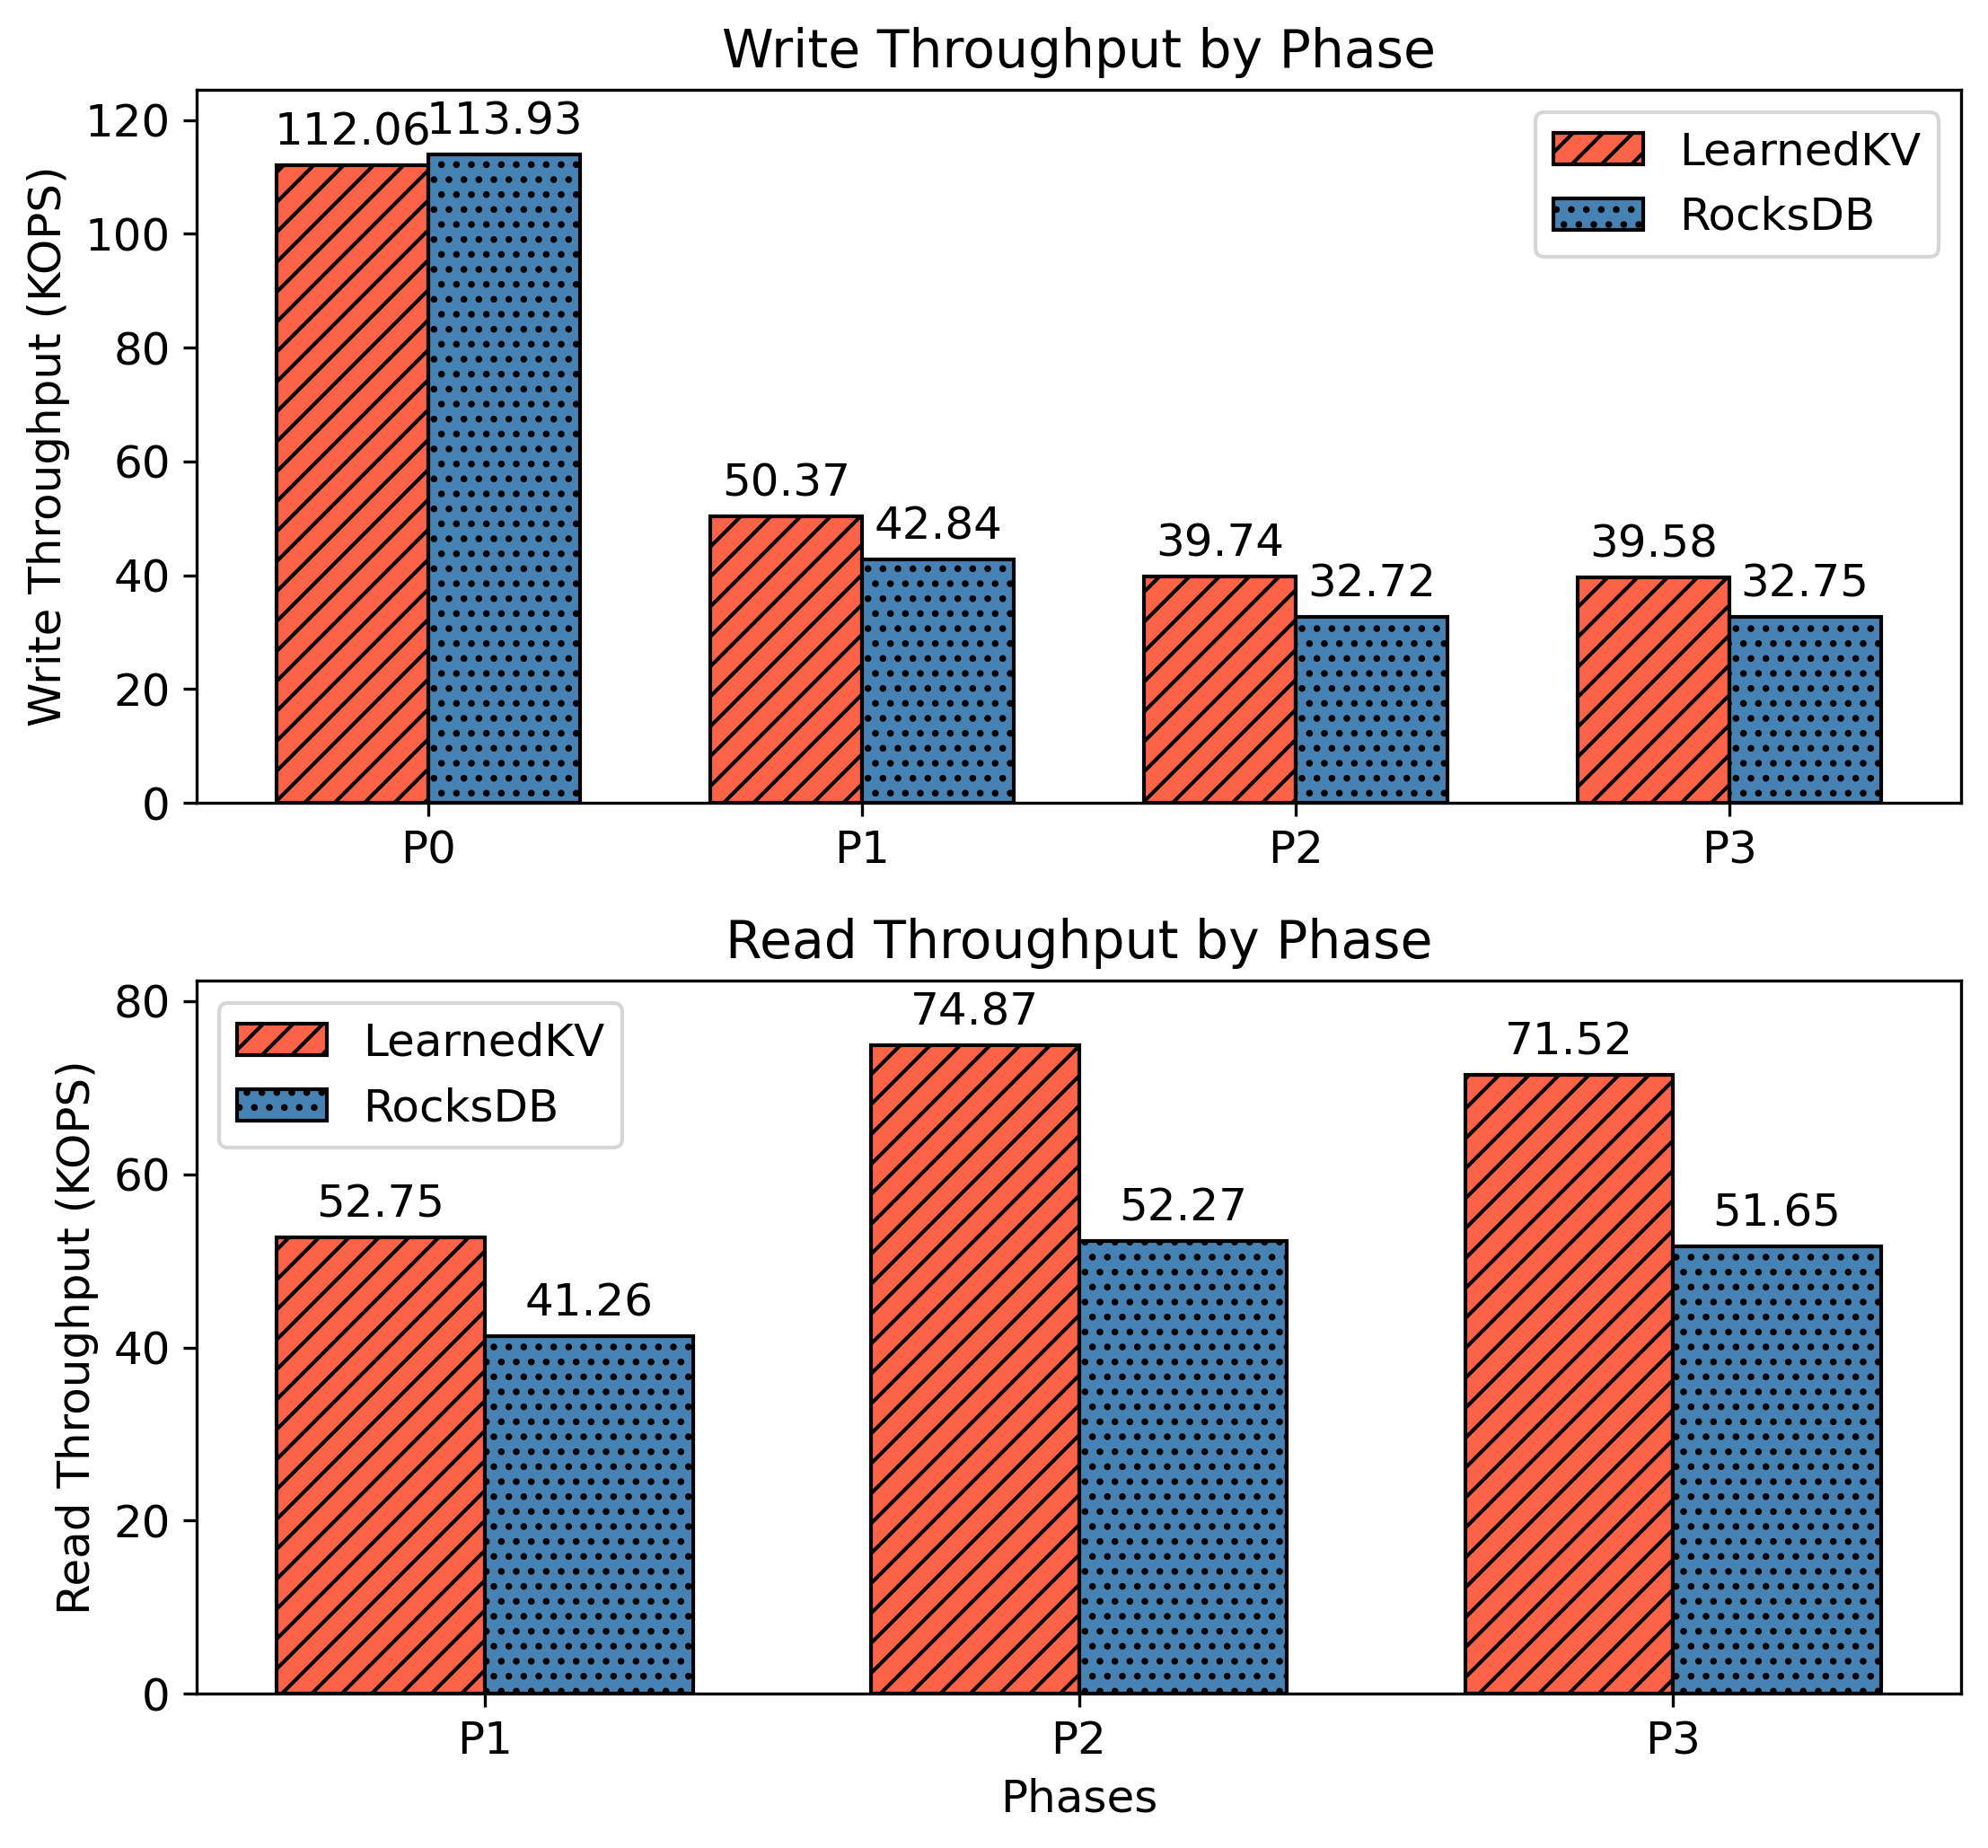 Write Throughput by Phase
Write Throughput (KOPS)
120
100
80
60
40
20
0
112.06
113.93
50.37
42.84
39.74
32.72
39.58
32.75
LearnedKV
RocksDB
P0
P1
P2
P3
Read Throughput by Phase
Read Throughput (KOPS)
80
60
40
20
0
LearnedKV
RocksDB
52.75
41.26
74.87
52.27
71.52
51.65
P1
P2
P3
Phases